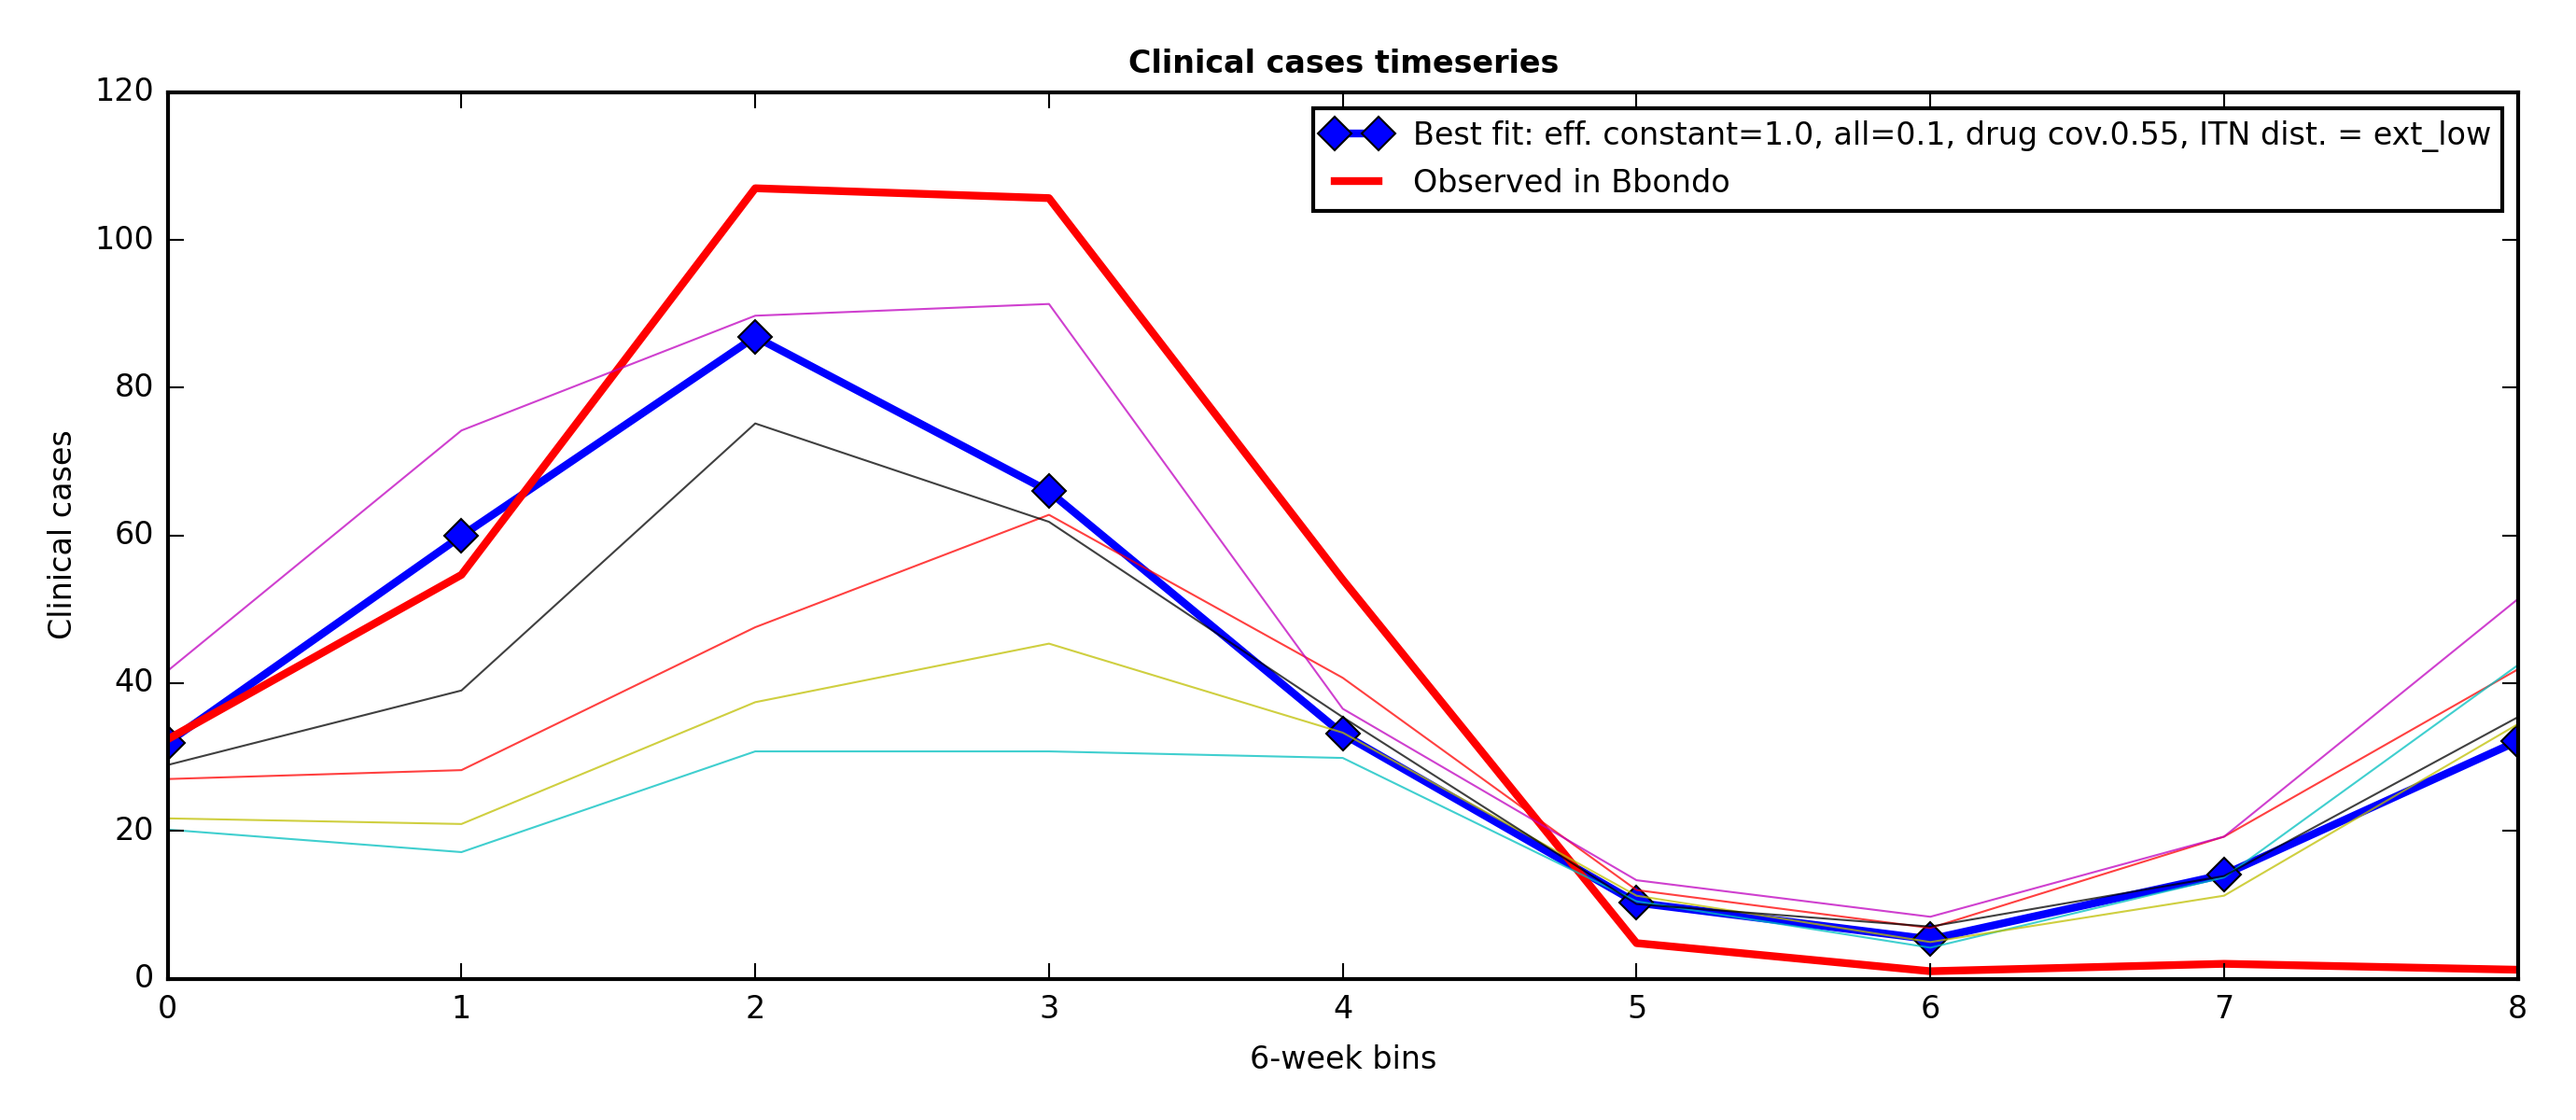 Clinical cases timeseries
120
100
80
60
40
20
0
Clinical cases
Best fit: eff. constant=1.0, all=0.1, drug cov.0.55, ITN dist. = ext_low
Observed in Bbondo
0 1 2 3 4 5 6 7 8
6-week bins